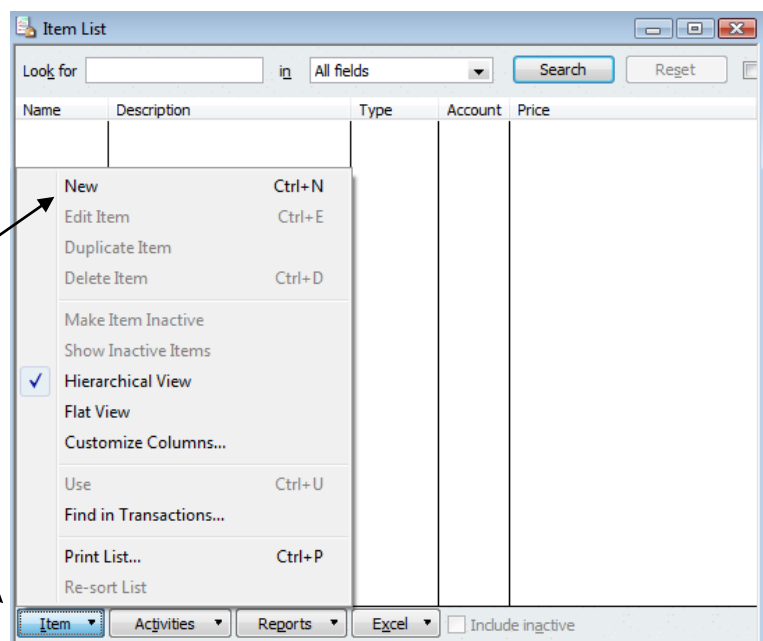 Item List
Look for in All fields Search Reset
Name Description Type Account Price
New Ctrl+N
Edit Item Ctrl+E
Duplicate Item
Delete Item Ctrl+D
Make Item Inactive
Show Inactive Items
Hierarchical View
Flat View
Customize Columns...
Use Ctrl+U
Find in Transactions...
Print List... Ctrl+P
Re-sort List
Item Activities Reports Excel Include inactive